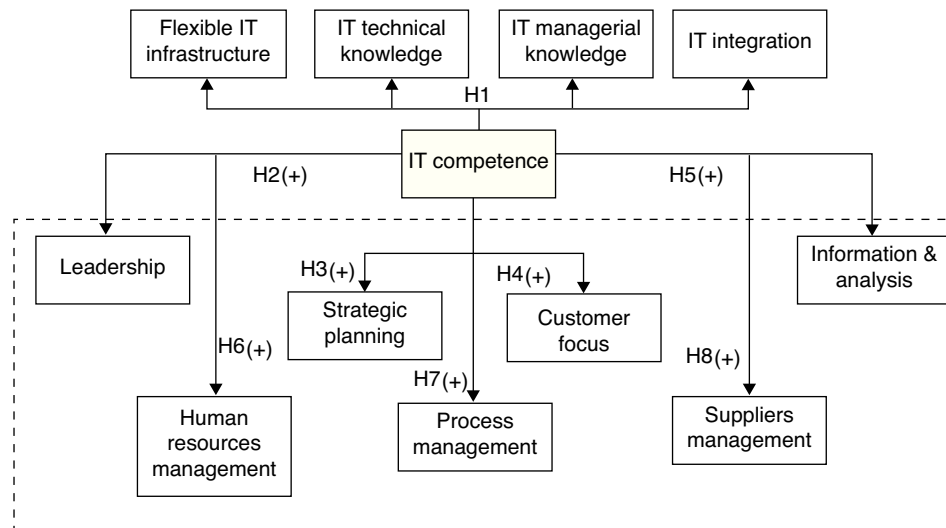 Flexible IT
infrastructure
IT technical
knowledge
IT managerial
knowledge
IT integration
H1
IT competence
H2(+)
H5(+)
Leadership
Information &
analysis
H3(+)
H4(+)
Strategic
planning
Customer
focus
H6(+)
H7(+)
H8(+)
Human
resources
management
Process
management
Suppliers
management